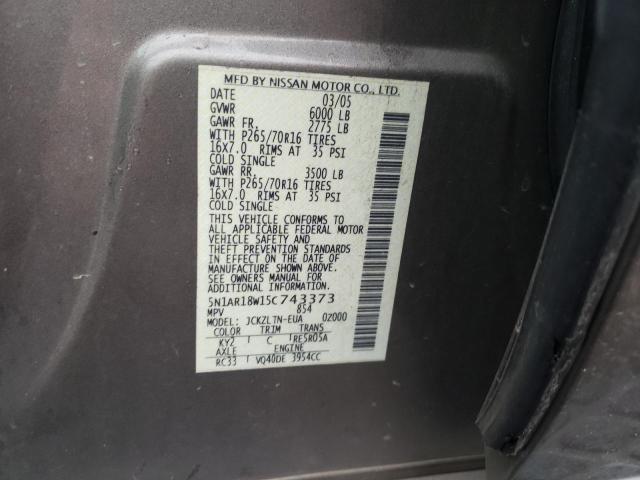 MFD BY NISSAN MOTOR CO., LTD.
DATE 03/05
GVWR 6000 LB
GAWR FR. 2775 LB
WITH P265/70R16 TIRES
16X7.0 RIMS AT 35 PSI
COLD SINGLE
GAWR RR. 3500 LB
WITH P265/70R16 TIRES
16X7.0 RIMS AT 35 PSI
COLD SINGLE
THIS VEHICLE CONFORMS TO
ALL APPLICABLE FEDERAL MOTOR
VEHICLE SAFETY AND
THEFT PREVENTION STANDARDS
IN EFFECT ON THE DATE OF
MANUFACTURE SHOWN ABOVE.
SEE OWNERS MANUAL FOR
ADDITIONAL INFORMATION.
5N1AR18W15C743373
MPV 854
MODEL JCKZLTN-EUA 02000
COLOR TRIM TRANS
KY2 C RE5R05A
AXLE ENGINE
RC33 VQ40DE 3954CC